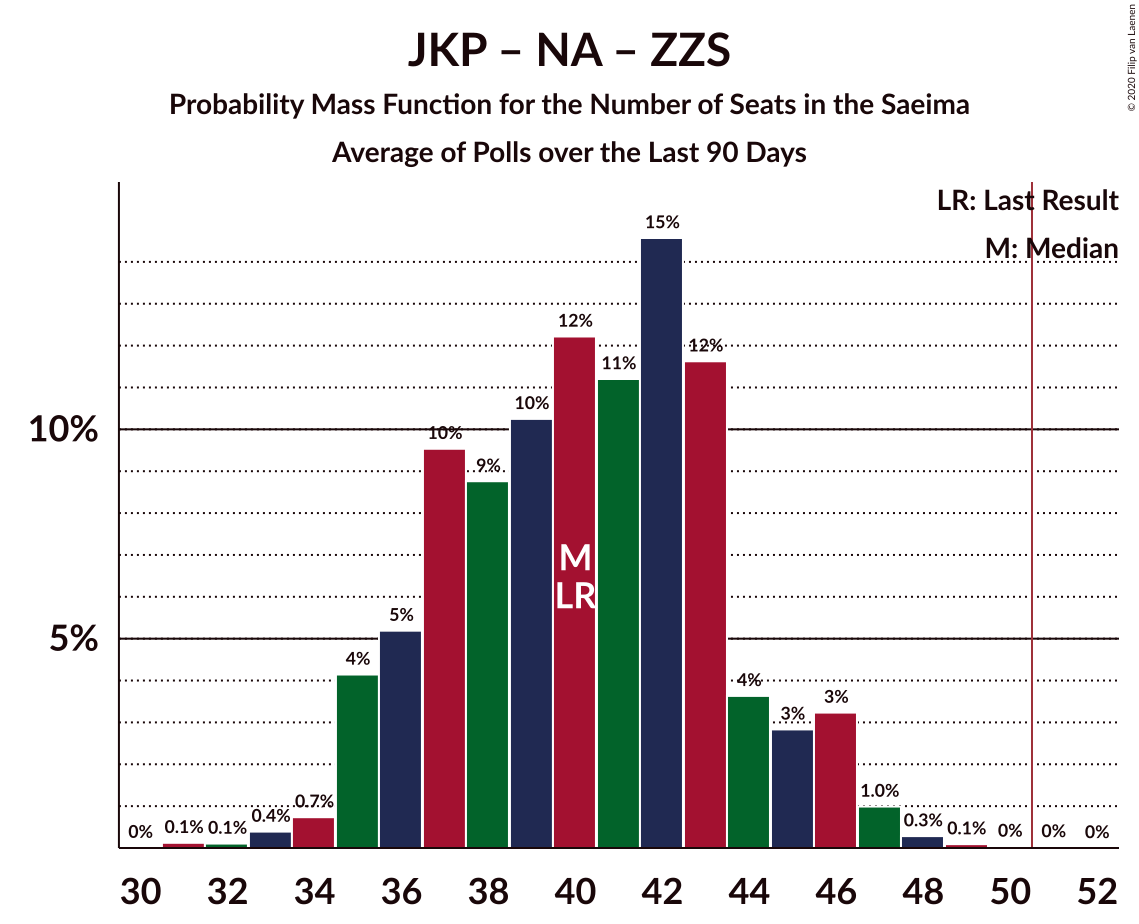 JKP – NA – ZZS
Probability Mass Function for the Number of Seats in the Saeima
Average of Polls over the Last 90 Days
© 2020 Filip van Laenen
LR: Last Result
M: Median
10%
5%
0%
0.1%
0.1%
0.4%
0.7%
4%
5%
10%
9%
10%
12%
11%
15%
12%
4%
3%
3%
1.0%
0.3%
0.1%
0%
0%
0%
M
LR
30 32 34 36 38 40 42 44 46 48 50 52